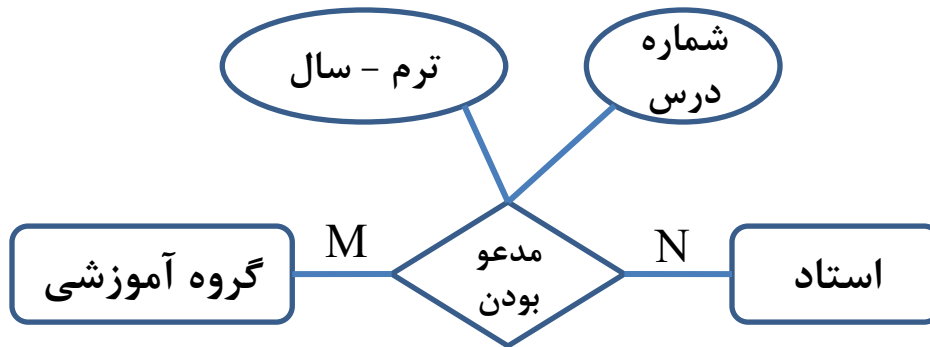 ترم – سال
شماره
درس
گروه آموزشی
M
مدعو
بودن
N
استاد